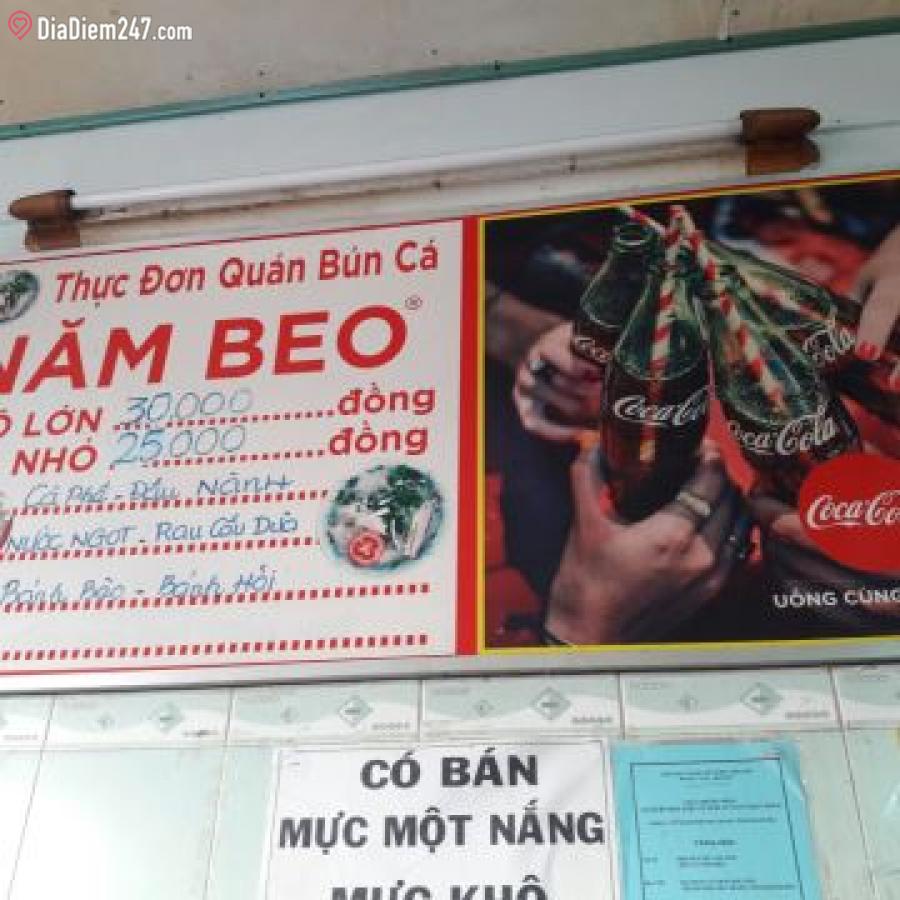 DiaDiem247.com
Thực Đơn Quán Bún Cá
NĂM BEO®
LỚN 30,000 đồng
NHỎ 25,000 đồng
Cà Phê - Đậu NÀNH
NƯỚC NGỌT - Rau Câu Dừa
Bánh Bèo - Bánh Hỏi
Coca-Cola
Coca-Cola
Coca-Cola
UỐNG CÙNG
CÓ BÁN
MỰC MỘT NẮNG
MỰC KHÔ